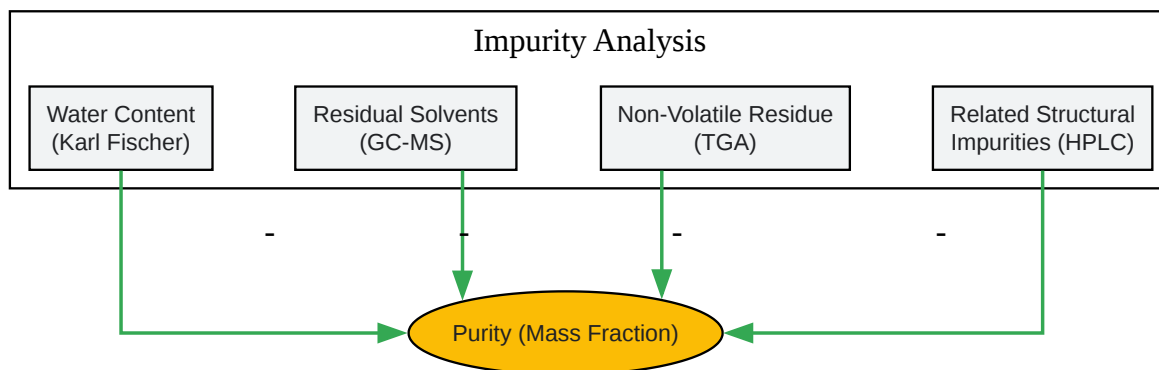 Impurity Analysis
Water Content
(Karl Fischer)
Residual Solvents
(GC-MS)
Non-Volatile Residue
(TGA)
Related Structural
Impurities (HPLC)
-
-
-
-
Purity (Mass Fraction)